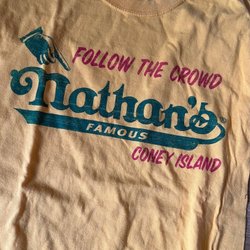 FOLLOW THE CROWD
Nathan's
FAMOUS
CONEY ISLAND